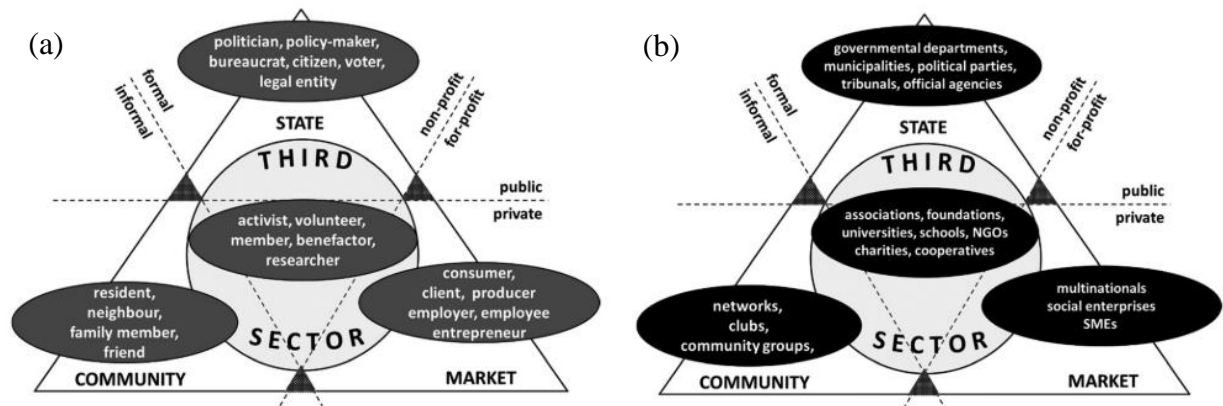 (a)
politician, policy-maker,
bureaucrat, citizen, voter,
legal entity
formal
informal
non-profit
for-profit
STATE
THIRD
public
private
activist, volunteer,
member, benefactor,
researcher
resident,
neighbour,
family member,
friend
consumer,
client, producer
employer, employee
entrepreneur
SECTOR
COMMUNITY
MARKET
(b)
governmental departments,
municipalities, political parties,
tribunals, official agencies
formal
informal
non-profit
for-profit
STATE
THIRD
public
private
associations, foundations,
universities, schools, NGOs
charities, cooperatives
networks,
clubs,
community groups,
multinationals
social enterprises
SMEs
SECTOR
COMMUNITY
MARKET